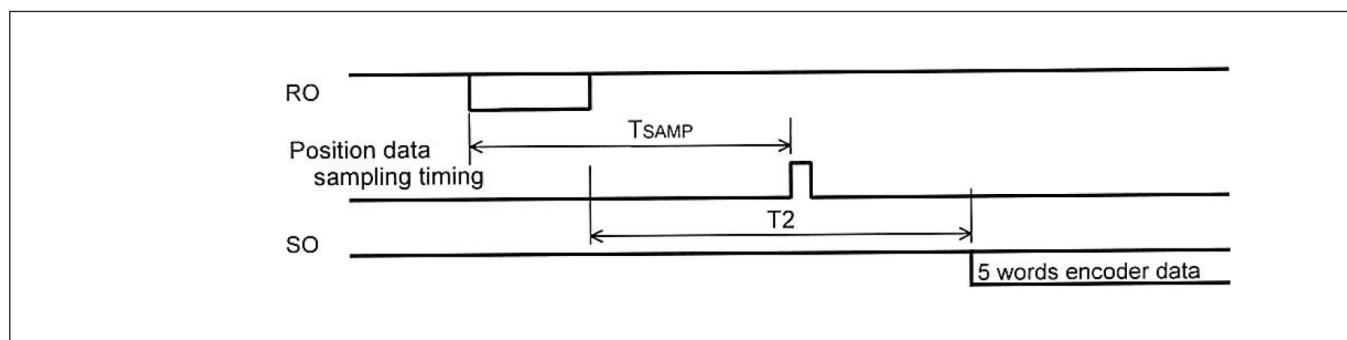 RO
TSAMP
Position data
sampling timing
T2
SO
5 words encoder data